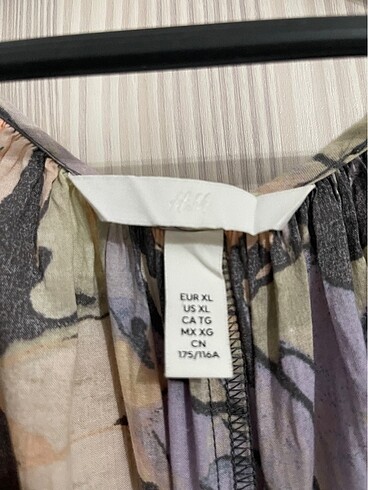 H&M
EUR XL
US XL
CA TG
MX XG
CN
175/116A